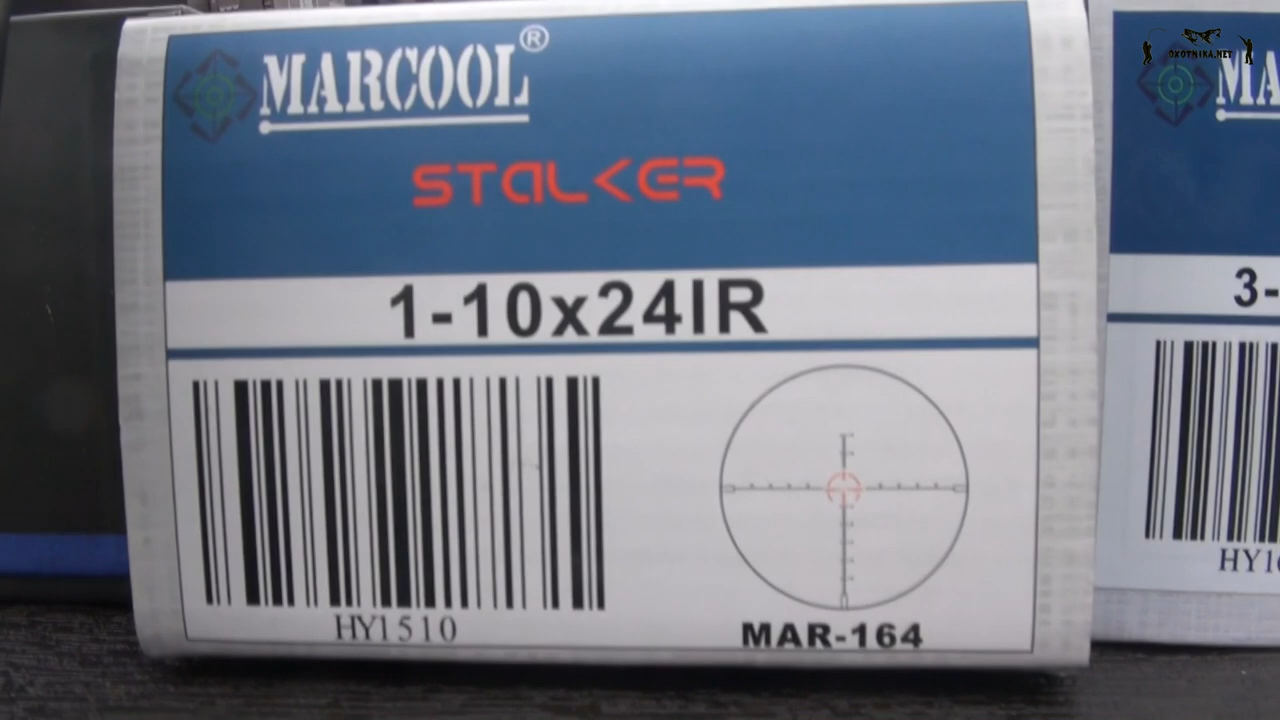 MARCOOL®
STALKER
1-10x24IR
HY1510
MAR-164
OXOTNIKA.NET
MA
3-
HY1